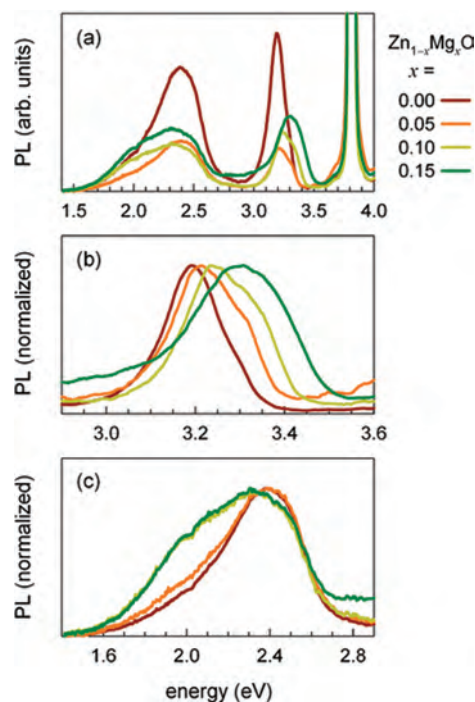 (a)
Zn₁₋ₓMgₓO
x =
0.00
0.05
0.10
0.15
PL (arb. units)
1.5 2.0 2.5 3.0 3.5 4.0
(b)
PL (normalized)
3.0 3.2 3.4 3.6
(c)
PL (normalized)
1.6 2.0 2.4 2.8
energy (eV)